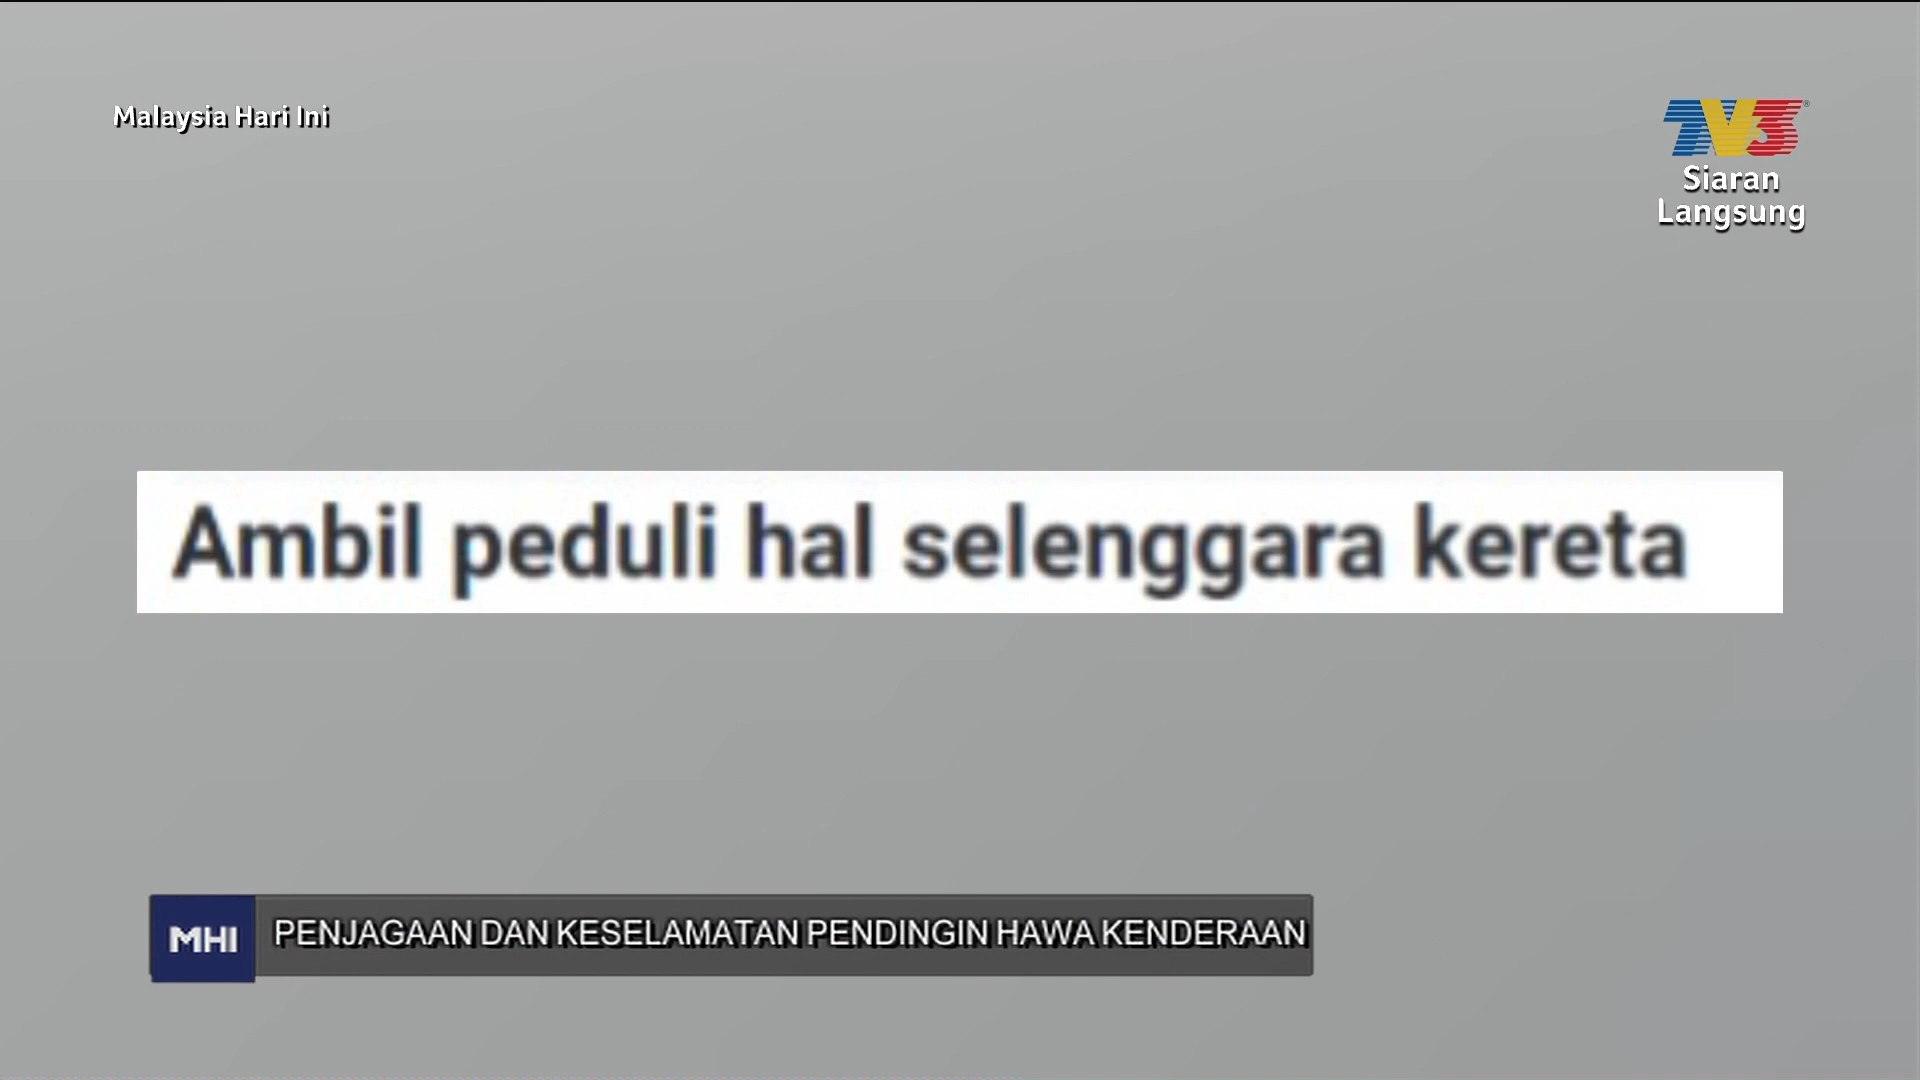 Malaysia Hari Ini
TV3
Siaran
Langsung
Ambil peduli hal selenggara kereta
MHI PENJAGAAN DAN KESELAMATAN PENDINGIN HAWA KENDERAAN